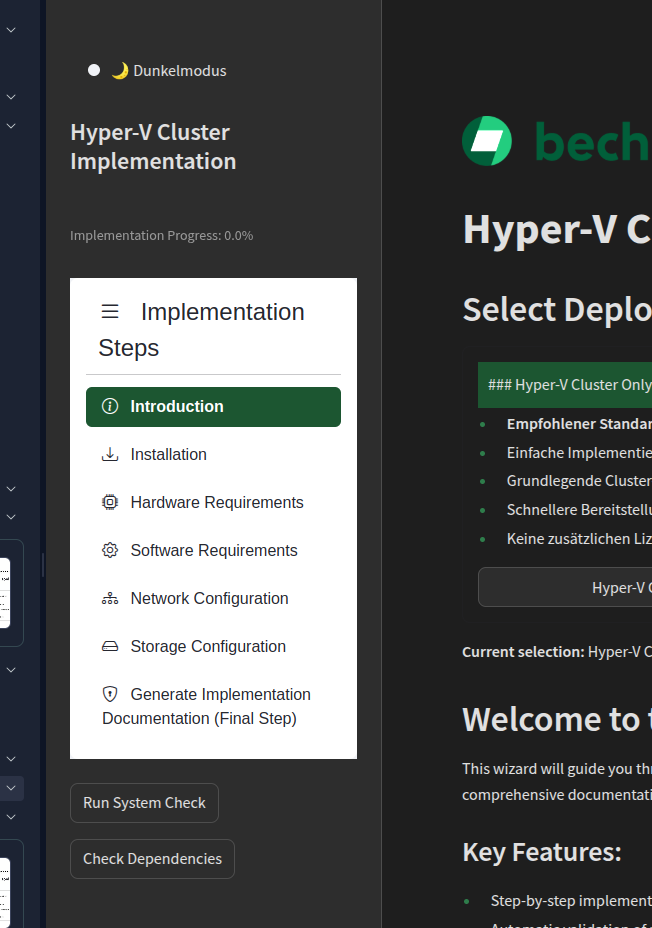 🌙 Dunkelmodus
Hyper-V Cluster
Implementation
Implementation Progress: 0.0%
Implementation
Steps
Introduction
Installation
Hardware Requirements
Software Requirements
Network Configuration
Storage Configuration
Generate Implementation
Documentation (Final Step)
Run System Check
Check Dependencies
bech
Hyper-V C
Select Deplo
### Hyper-V Cluster Only
Empfohlener Standar
Einfache Implementie
Grundlegende Cluster
Schnellere Bereitstellu
Keine zusätzlichen Liz
Hyper-V C
Current selection: Hyper-V C
Welcome to t
This wizard will guide you thr
comprehensive documentati
Key Features:
Step-by-step implement